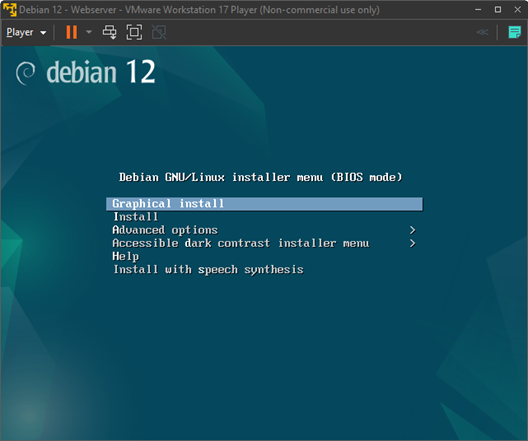 Debian 12 - Webserver - VMware Workstation 17 Player (Non-commercial use only)
Player
debian 12
Debian GNU/Linux installer menu (BIOS mode)
Graphical install
Install
Advanced options >
Accessible dark contrast installer menu >
Help
Install with speech synthesis